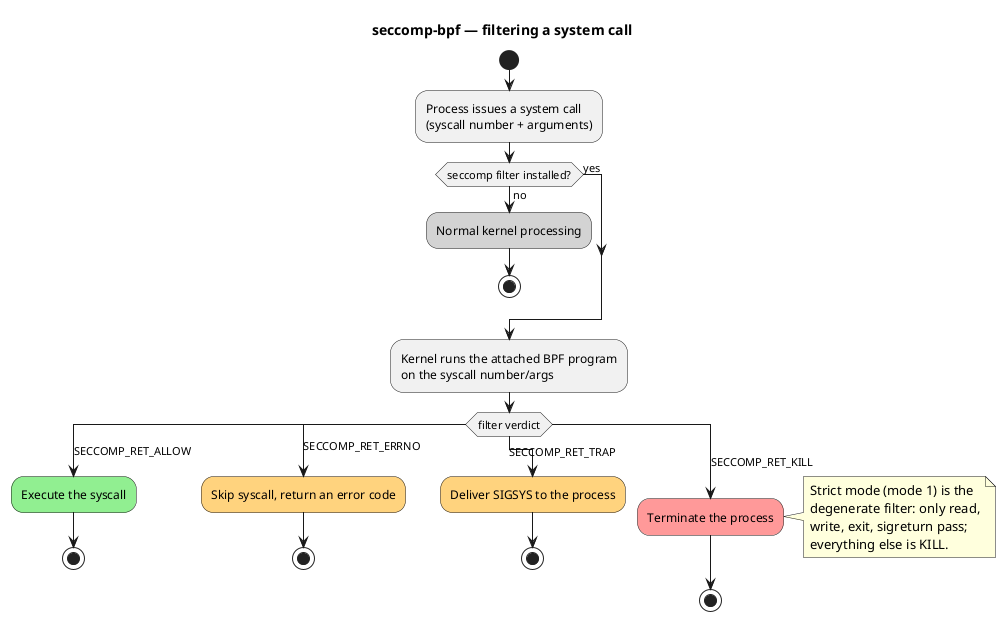 seccomp-bpf — filtering a system call
Process issues a system call
(syscall number + arguments)
seccomp filter installed?
yes
no
Normal kernel processing
Kernel runs the attached BPF program
on the syscall number/args
filter verdict
SECCOMP_RET_ALLOW
SECCOMP_RET_ERRNO
SECCOMP_RET_TRAP
SECCOMP_RET_KILL
Execute the syscall
Skip syscall, return an error code
Deliver SIGSYS to the process
Terminate the process
Strict mode (mode 1) is the
degenerate filter: only read,
write, exit, sigreturn pass;
everything else is KILL.